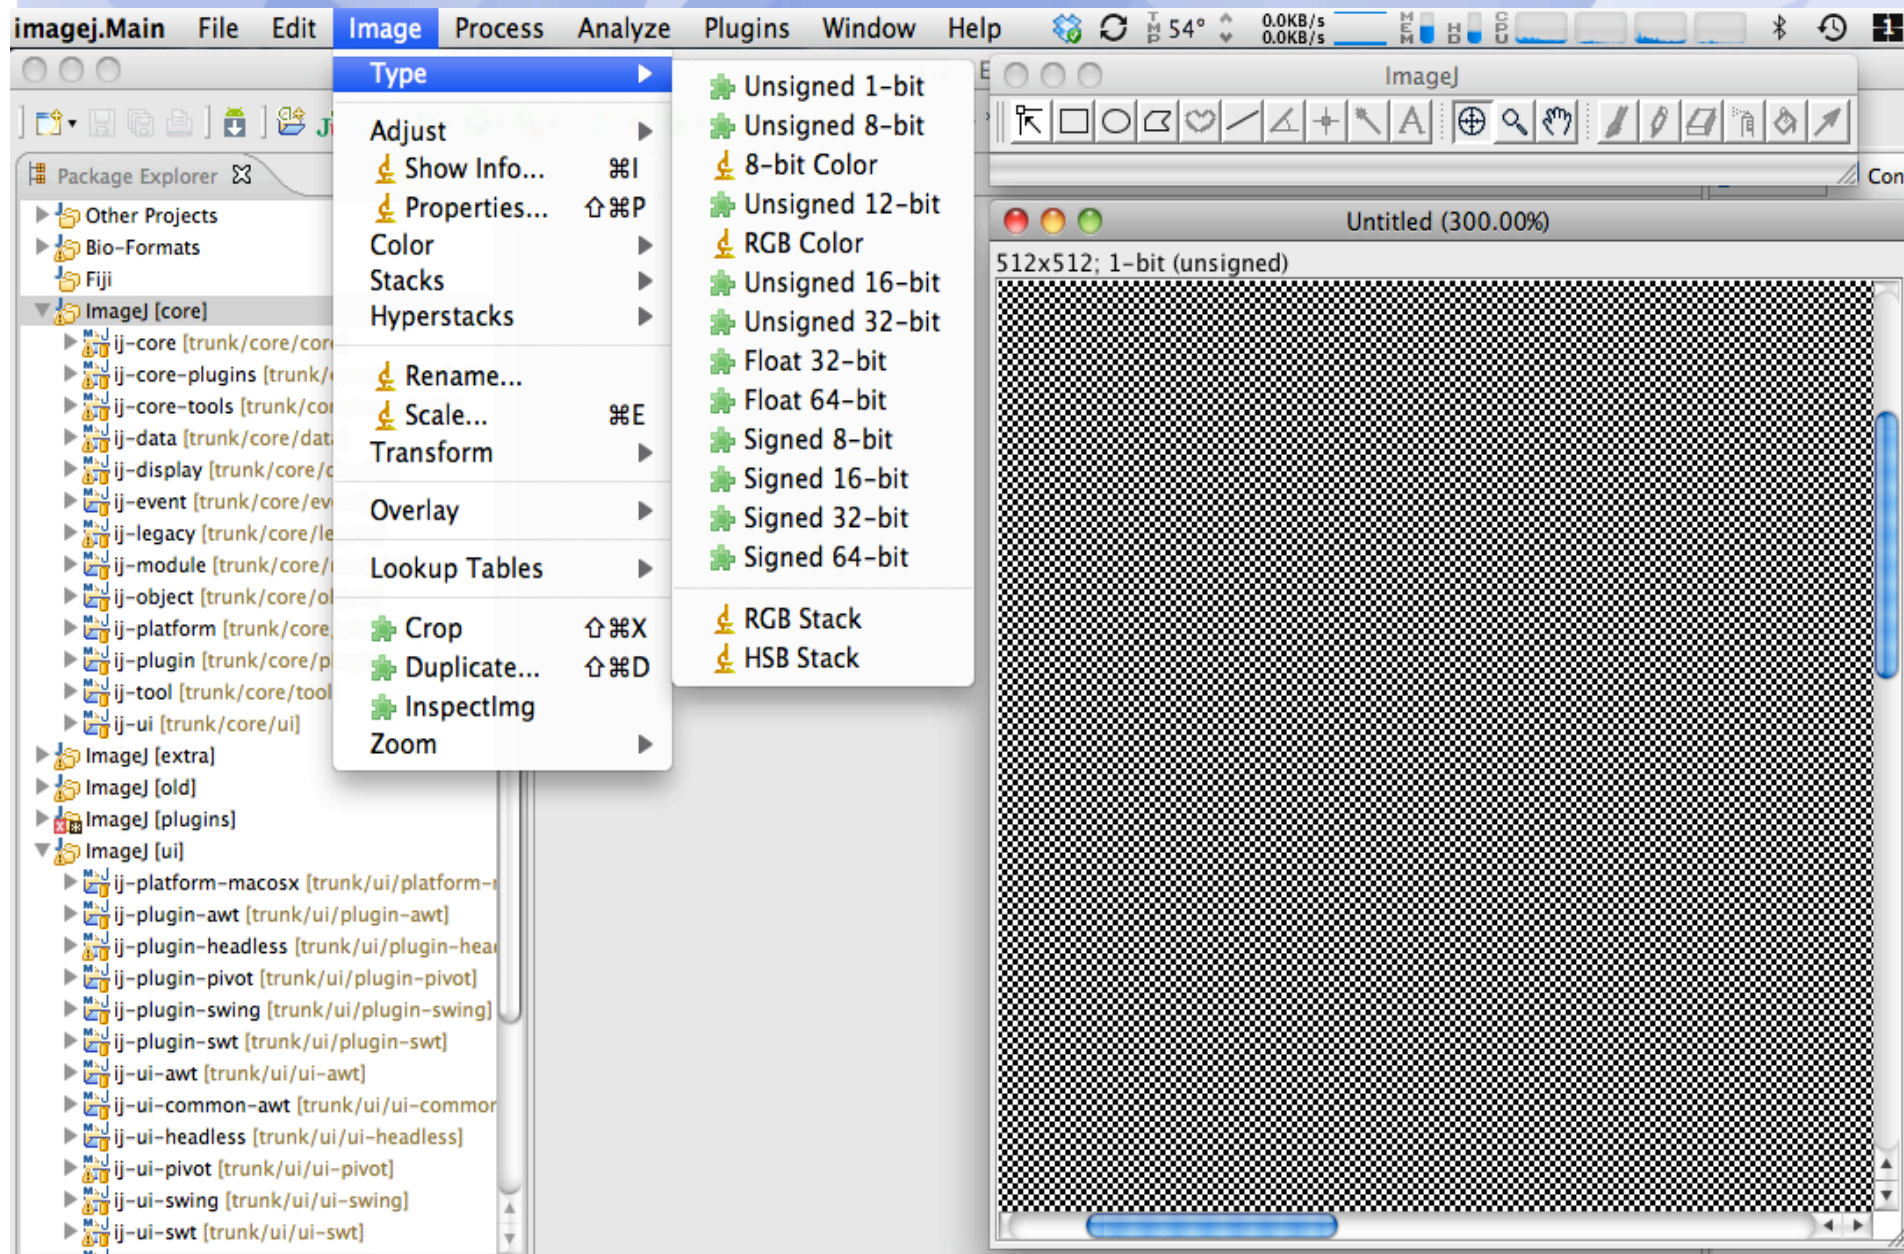 imagej.Main File Edit Image Process Analyze Plugins Window Help TMP 54° 0.0KB/s 0.0KB/s MEM HD CPU 1
Type
Adjust
Show Info... ⌘I
Properties... ⇧⌘P
Color
Stacks
Hyperstacks
Rename...
Scale... ⌘E
Transform
Overlay
Lookup Tables
Crop ⇧⌘X
Duplicate... ⇧⌘D
InspectImg
Zoom
Unsigned 1-bit
Unsigned 8-bit
8-bit Color
Unsigned 12-bit
RGB Color
Unsigned 16-bit
Unsigned 32-bit
Float 32-bit
Float 64-bit
Signed 8-bit
Signed 16-bit
Signed 32-bit
Signed 64-bit
RGB Stack
HSB Stack
Package Explorer
Other Projects
Bio-Formats
Fiji
ImageJ [core]
ij-core [trunk/core/core
ij-core-plugins [trunk/
ij-core-tools [trunk/co
ij-data [trunk/core/dat
ij-display [trunk/core/d
ij-event [trunk/core/ev
ij-legacy [trunk/core/le
ij-module [trunk/core/
ij-object [trunk/core/o
ij-platform [trunk/core
ij-plugin [trunk/core/p
ij-tool [trunk/core/tool
ij-ui [trunk/core/ui]
ImageJ [extra]
ImageJ [old]
ImageJ [plugins]
ImageJ [ui]
ij-platform-macosx [trunk/ui/platform-
ij-plugin-awt [trunk/ui/plugin-awt]
ij-plugin-headless [trunk/ui/plugin-hea
ij-plugin-pivot [trunk/ui/plugin-pivot]
ij-plugin-swing [trunk/ui/plugin-swing]
ij-plugin-swt [trunk/ui/plugin-swt]
ij-ui-awt [trunk/ui/ui-awt]
ij-ui-common-awt [trunk/ui/ui-commor
ij-ui-headless [trunk/ui/ui-headless]
ij-ui-pivot [trunk/ui/ui-pivot]
ij-ui-swing [trunk/ui/ui-swing]
ij-ui-swt [trunk/ui/ui-swt]
ImageJ
A
Con
Untitled (300.00%)
512x512; 1-bit (unsigned)